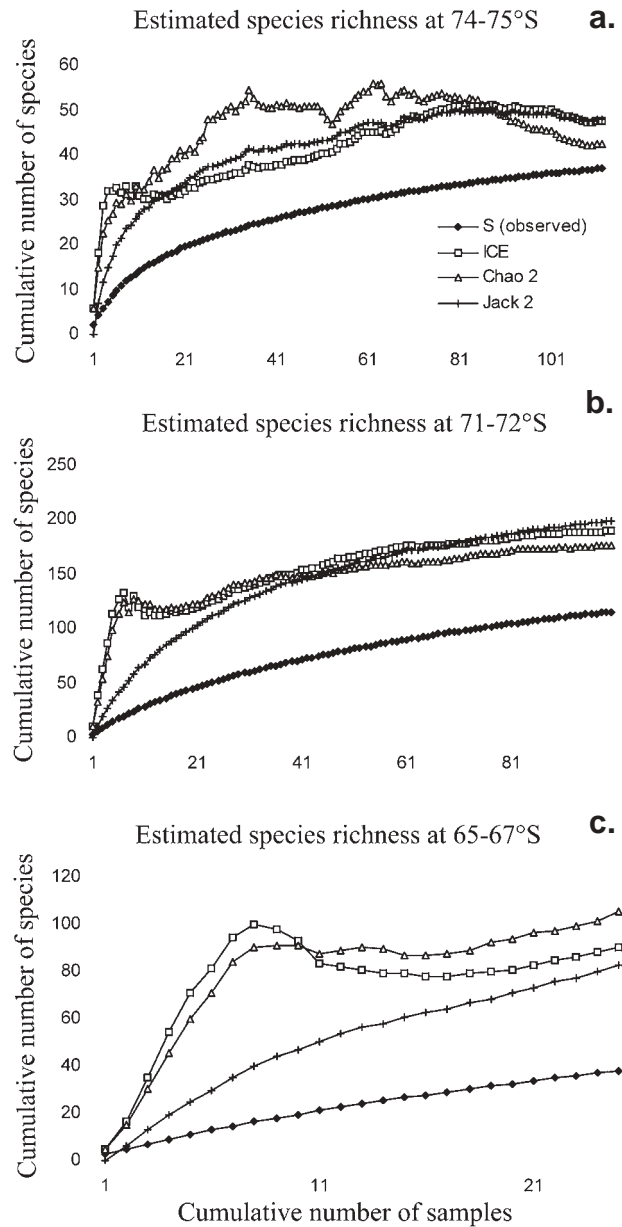 Estimated species richness at 74-75°S
a.
Cumulative number of species
60
50
40
30
20
10
0
1 21 41 61 81 101
S (observed)
ICE
Chao 2
Jack 2
b.
Estimated species richness at 71-72°S
Cumulative number of species
250
200
150
100
50
0
1 21 41 61 81
Estimated species richness at 65-67°S
c.
Cumulative number of species
120
100
80
60
40
20
0
1 11 21
Cumulative number of samples